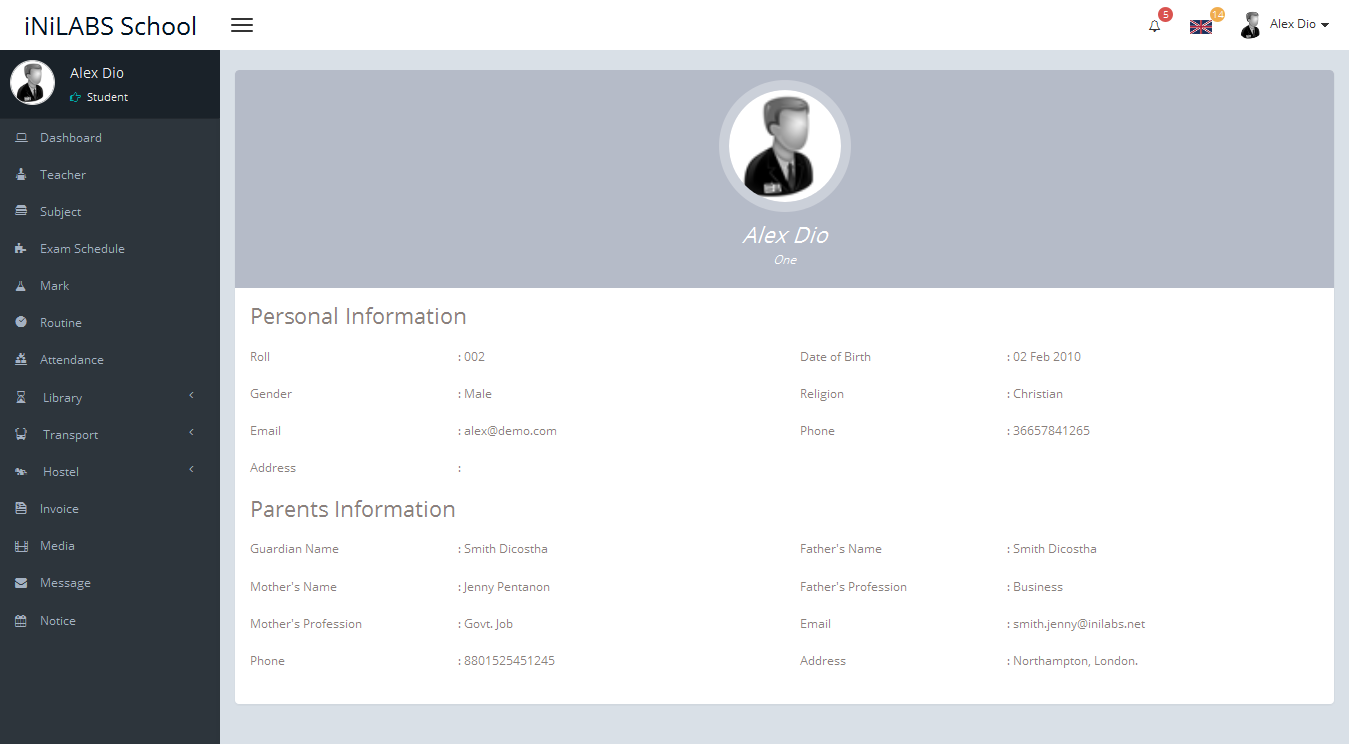 iNiLABS School
5
14
Alex Dio
Alex Dio
Student
Dashboard
Teacher
Subject
Exam Schedule
Mark
Routine
Attendance
Library
Transport
Hostel
Invoice
Media
Message
Notice
Alex Dio
One
Personal Information
Roll : 002 Date of Birth : 02 Feb 2010
Gender : Male Religion : Christian
Email : alex@demo.com Phone : 36657841265
Address :
Parents Information
Guardian Name : Smith Dicostha Father's Name : Smith Dicostha
Mother's Name : Jenny Pentanon Father's Profession : Business
Mother's Profession : Govt. Job Email : smith.jenny@inilabs.net
Phone : 8801525451245 Address : Northampton, London.